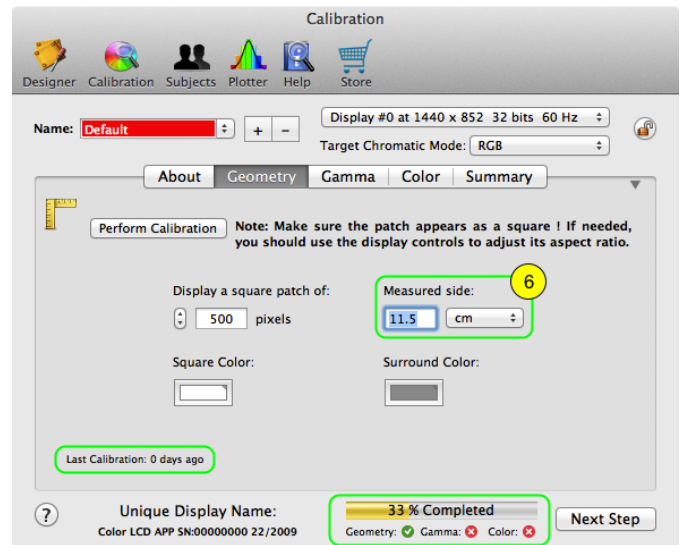 Calibration
Designer Calibration Subjects Plotter Help Store
Name: Default + - Display #0 at 1440 x 852 32 bits 60 Hz
Target Chromatic Mode: RGB
About Geometry Gamma Color Summary
Perform Calibration Note: Make sure the patch appears as a square ! If needed,
you should use the display controls to adjust its aspect ratio.
6
Display a square patch of: Measured side:
500 pixels 11.5 cm
Square Color: Surround Color:
Last Calibration: 0 days ago
? Unique Display Name: 33 % Completed Next Step
Color LCD APP SN:00000000 22/2009 Geometry: Gamma: Color: